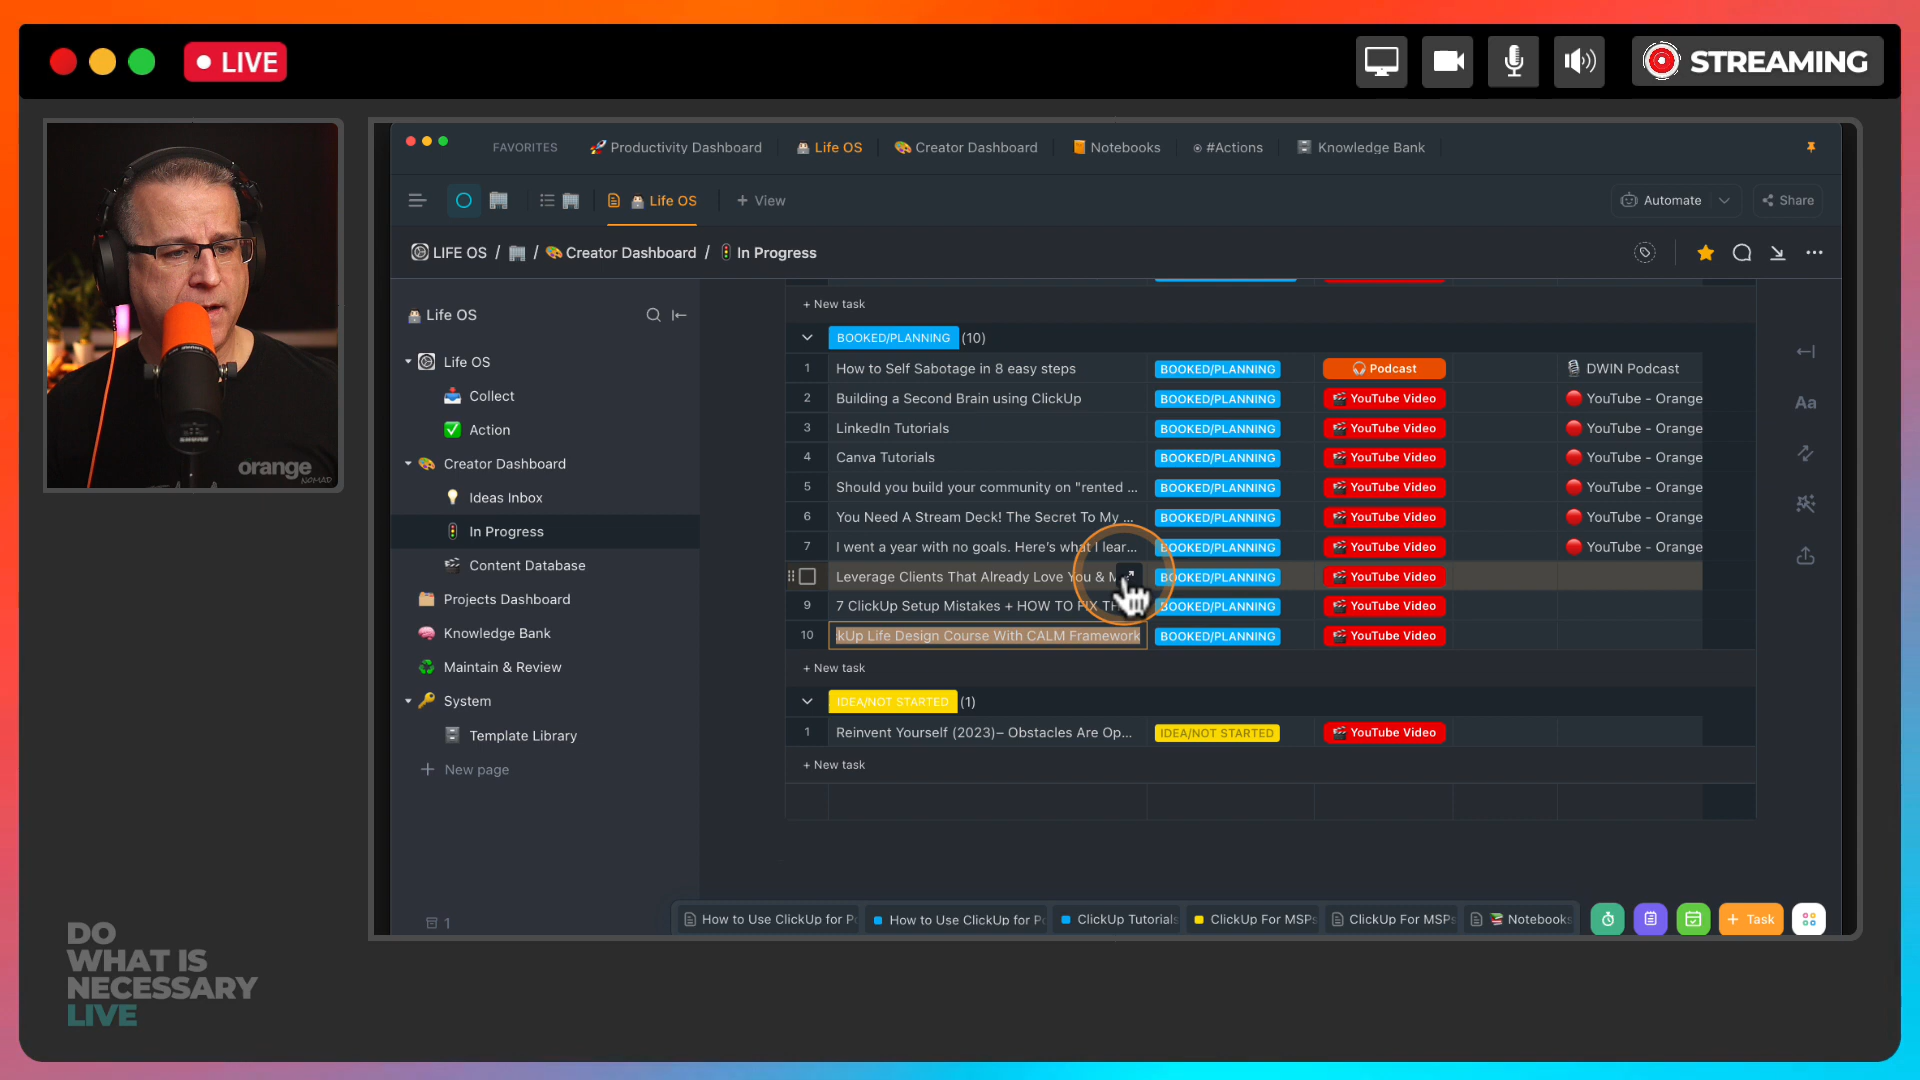 LIVE
STREAMING
FAVORITES
Productivity Dashboard
Life OS
Creator Dashboard
Notebooks
#Actions
Knowledge Bank
Life OS
+ View
Automate
Share
LIFE OS / / Creator Dashboard / In Progress
Life OS
Life OS
Collect
Action
Creator Dashboard
Ideas Inbox
In Progress
Content Database
Projects Dashboard
Knowledge Bank
Maintain & Review
System
Template Library
+ New page
1
+ New task
BOOKED/PLANNING (10)
1 How to Self Sabotage in 8 easy steps BOOKED/PLANNING Podcast DWIN Podcast
2 Building a Second Brain using ClickUp BOOKED/PLANNING YouTube Video YouTube - Orange
3 LinkedIn Tutorials BOOKED/PLANNING YouTube Video YouTube - Orange
4 Canva Tutorials BOOKED/PLANNING YouTube Video YouTube - Orange
5 Should you build your community on "rented ... BOOKED/PLANNING YouTube Video YouTube - Orange
6 You Need A Stream Deck! The Secret To My ... BOOKED/PLANNING YouTube Video YouTube - Orange
7 I went a year with no goals. Here's what I lear... BOOKED/PLANNING YouTube Video YouTube - Orange
Leverage Clients That Already Love You & BOOKED/PLANNING YouTube Video
9 7 ClickUp Setup Mistakes + HOW TO FIX BOOKED/PLANNING YouTube Video
10 kUp Life Design Course With CALM Framework BOOKED/PLANNING YouTube Video
+ New task
IDEA/NOT STARTED (1)
1 Reinvent Yourself (2023)– Obstacles Are Op... IDEA/NOT STARTED YouTube Video
+ New task
Aa
How to Use ClickUp for P
How to Use ClickUp for P
ClickUp Tutorials
ClickUp For MSPs
ClickUp For MSPs
Notebooks
+ Task
orange
NOMAD
SHURE
DO
WHAT IS
NECESSARY
LIVE